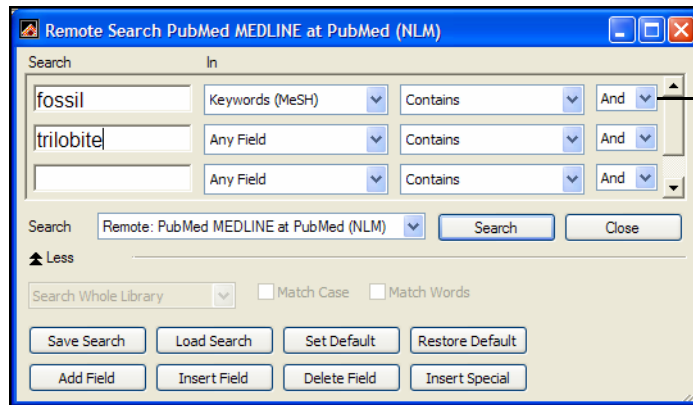 Remote Search PubMed MEDLINE at PubMed (NLM)
Search In
fossil Keywords (MeSH) Contains And
trilobite Any Field Contains And
Any Field Contains And
Search Remote: PubMed MEDLINE at PubMed (NLM) Search Close
Less
Search Whole Library Match Case Match Words
Save Search Load Search Set Default Restore Default
Add Field Insert Field Delete Field Insert Special